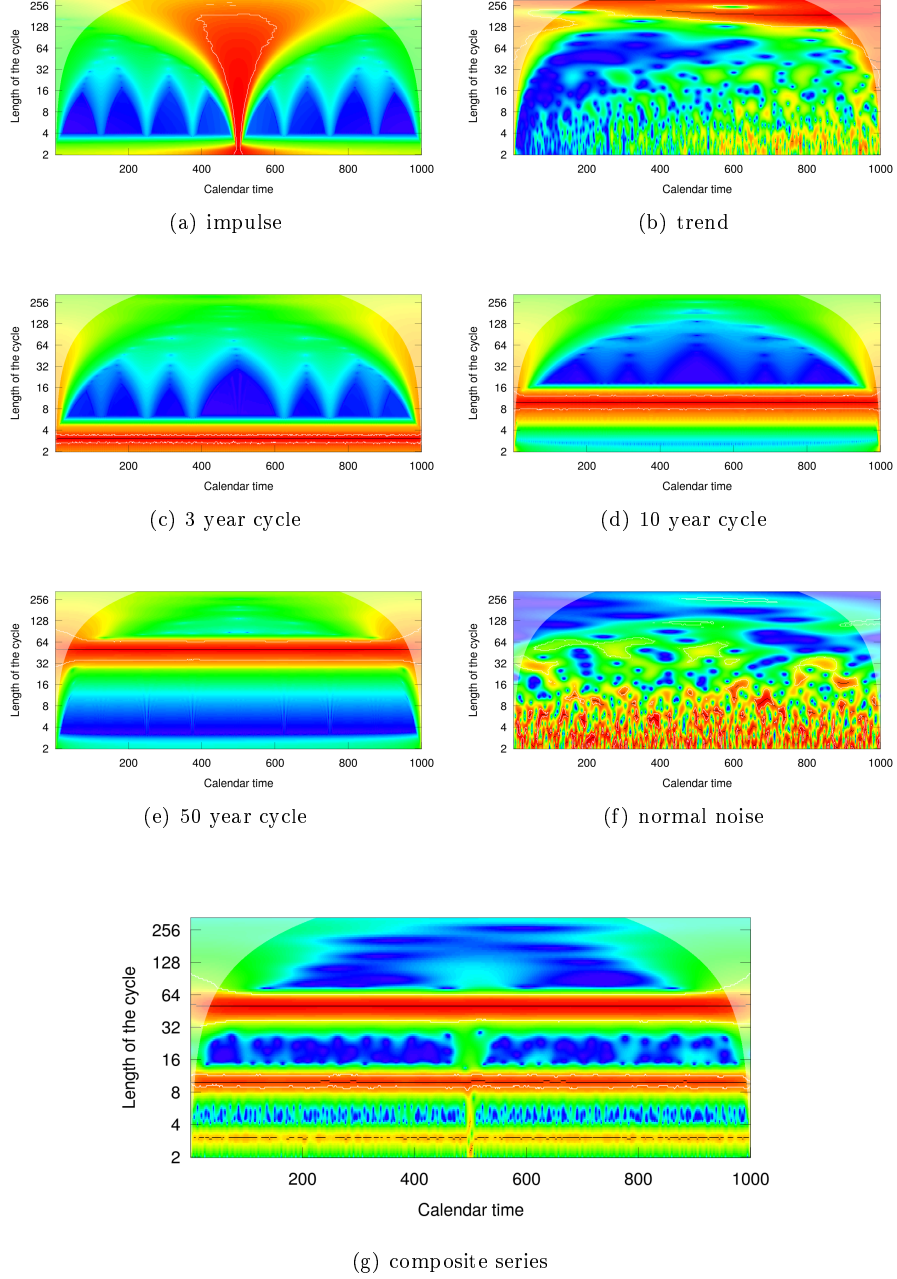 256
128
64
32
16
8
4
2
Length of the cycle
200 400 600 800 1000
Calendar time
(a) impulse
256
128
64
32
16
8
4
2
Length of the cycle
200 400 600 800 1000
Calendar time
(b) trend
256
128
64
32
16
8
4
2
Length of the cycle
200 400 600 800 1000
Calendar time
(c) 3 year cycle
256
128
64
32
16
8
4
2
Length of the cycle
200 400 600 800 1000
Calendar time
(d) 10 year cycle
256
128
64
32
16
8
4
2
Length of the cycle
200 400 600 800 1000
Calendar time
(e) 50 year cycle
256
128
64
32
16
8
4
2
Length of the cycle
200 400 600 800 1000
Calendar time
(f) normal noise
256
128
64
32
16
8
4
2
Length of the cycle
200 400 600 800 1000
Calendar time
(g) composite series